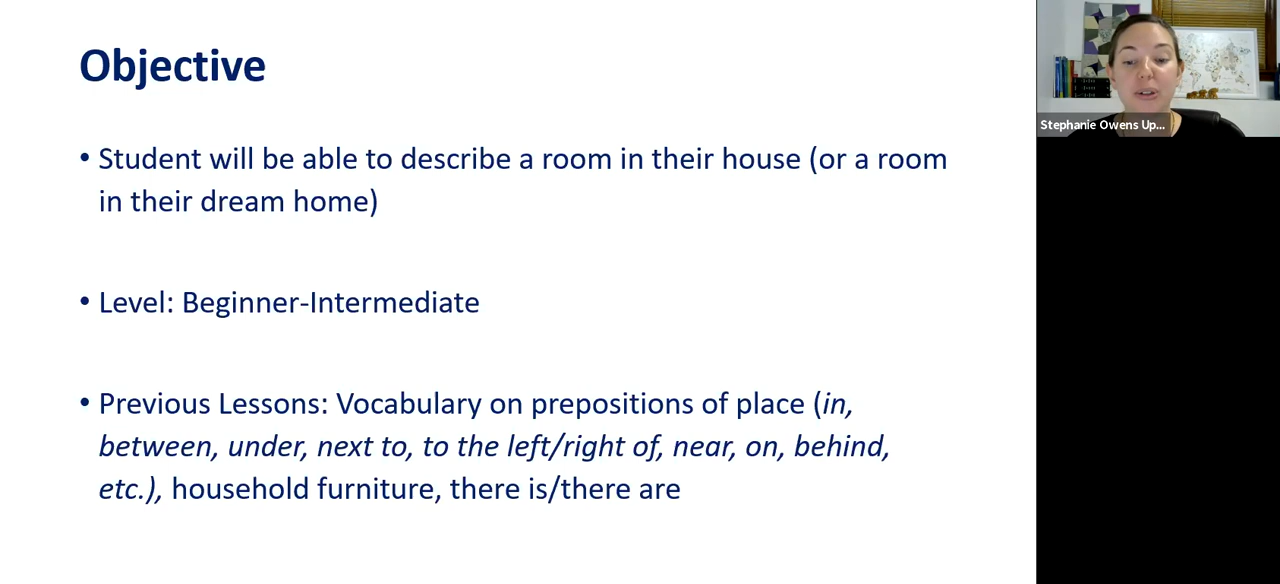 Objective
• Student will be able to describe a room in their house (or a room
in their dream home)
• Level: Beginner-Intermediate
• Previous Lessons: Vocabulary on prepositions of place (in,
between, under, next to, to the left/right of, near, on, behind,
etc.), household furniture, there is/there are
Stephanie Owens Up...